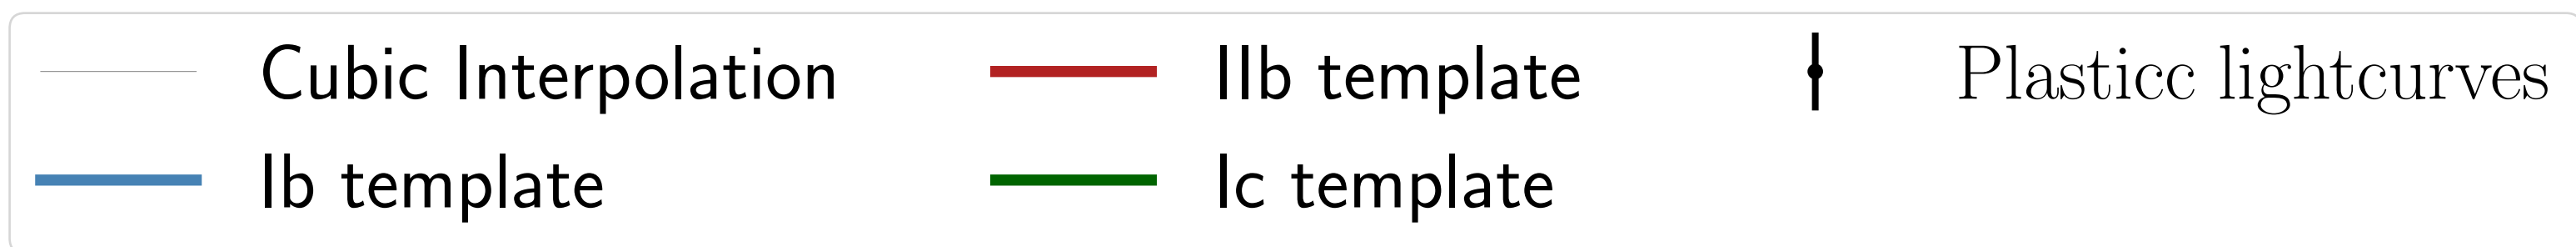 Cubic Interpolation IIb template Plasticc lightcurves
Ib template Ic template